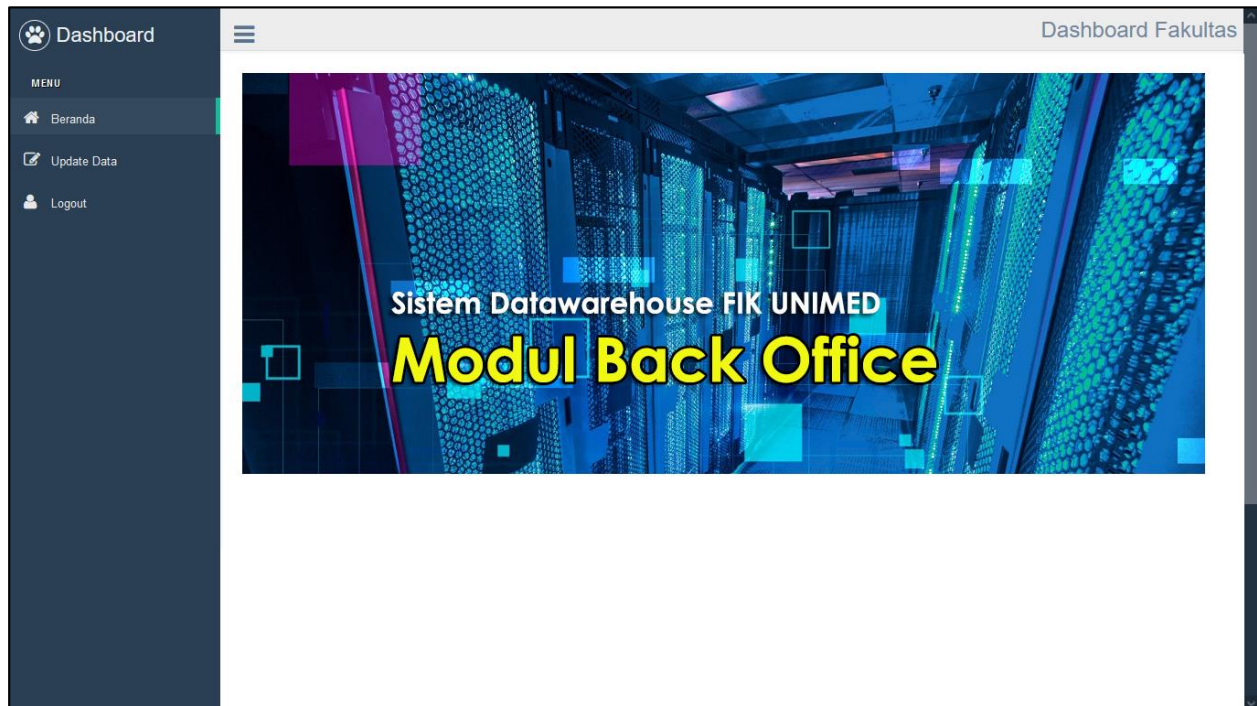 Dashboard
Dashboard Fakultas
MENU
Beranda
Update Data
Logout
Sistem Datawarehouse FIK UNIMED
Modul Back Office